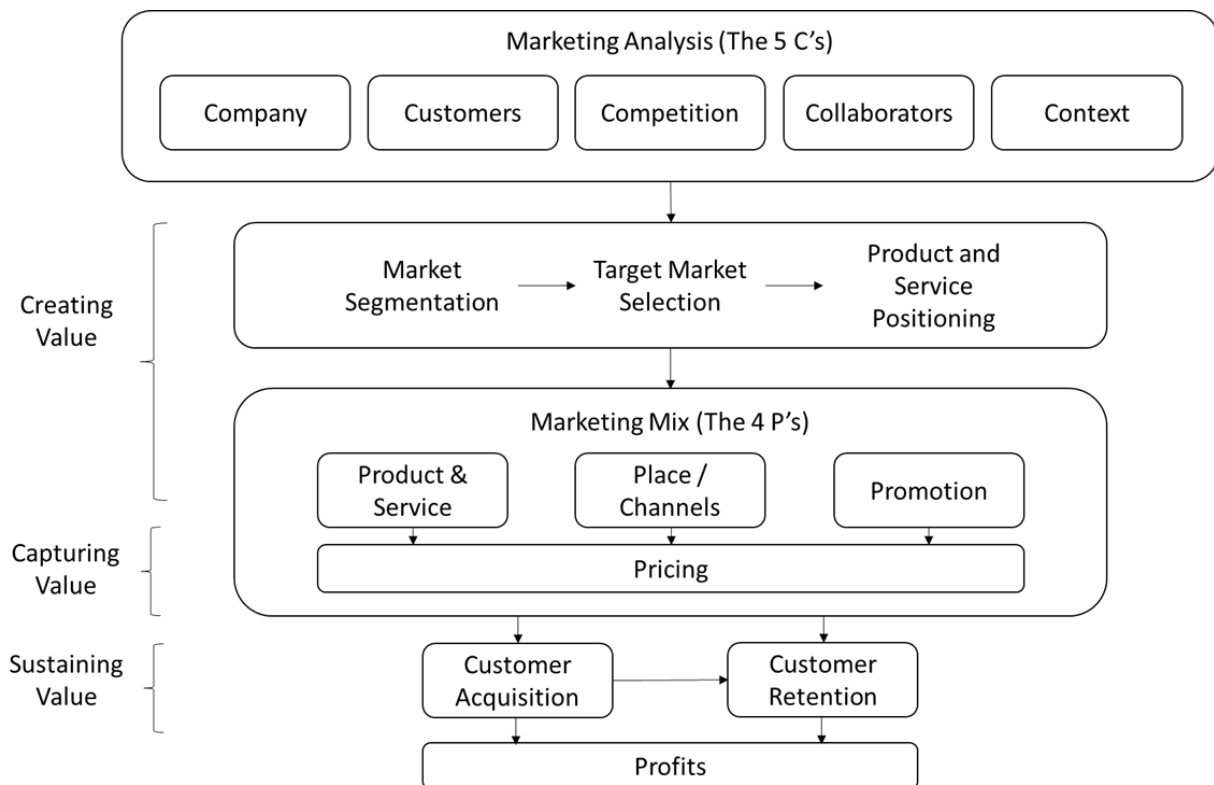 Marketing Analysis (The 5 C’s)
Company
Customers
Competition
Collaborators
Context
Creating
Value
Market
Segmentation
Target Market
Selection
Product and
Service
Positioning
Marketing Mix (The 4 P’s)
Product &
Service
Place /
Channels
Promotion
Capturing
Value
Pricing
Sustaining
Value
Customer
Acquisition
Customer
Retention
Profits